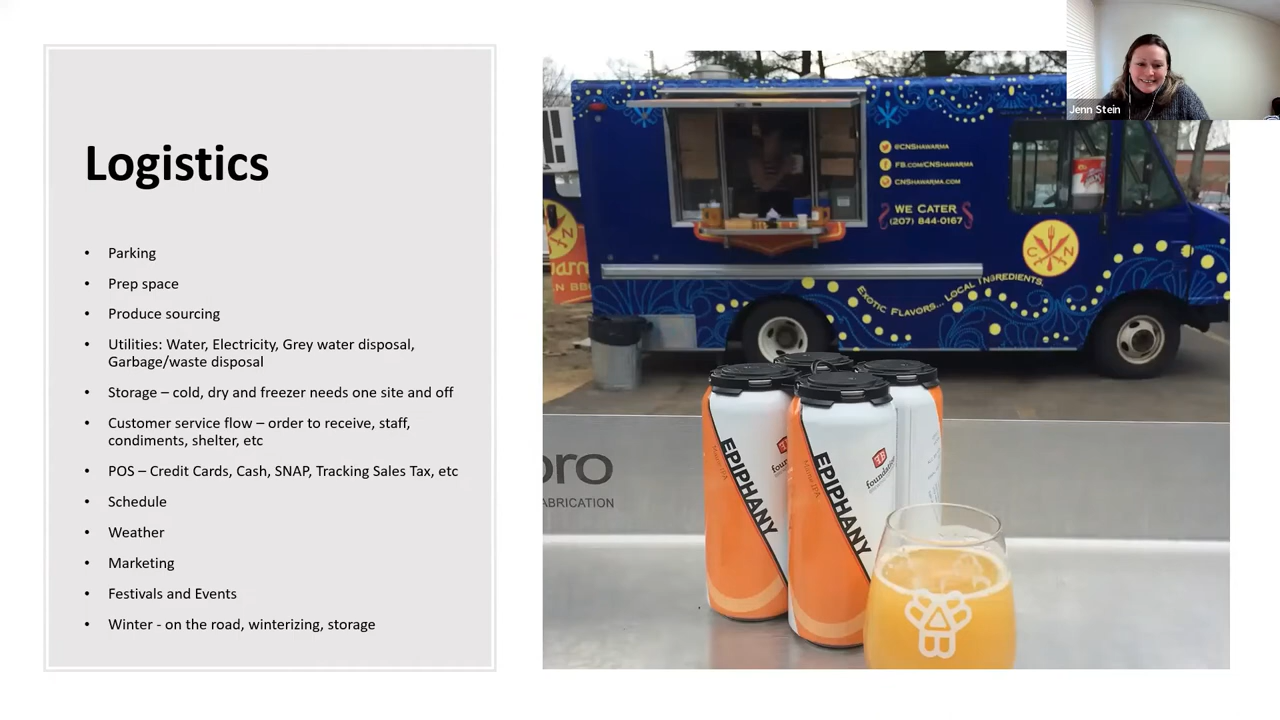 Logistics
• Parking
• Prep space
• Produce sourcing
• Utilities: Water, Electricity, Grey water disposal,
Garbage/waste disposal
• Storage – cold, dry and freezer needs one site and off
• Customer service flow – order to receive, staff,
condiments, shelter, etc
• POS – Credit Cards, Cash, SNAP, Tracking Sales Tax, etc
• Schedule
• Weather
• Marketing
• Festivals and Events
• Winter - on the road, winterizing, storage
Jenn Stein
@CNSHAWARMA
FB.COM/CNSHAWARMA
CNSHAWARMA.COM
WE CATER
(207) 844-0167
C N
EXOTIC FLAVORS... LOCAL INGREDIENTS.
N
pro
ABRICATION
EPIPHANY
EPIPHANY
foundation